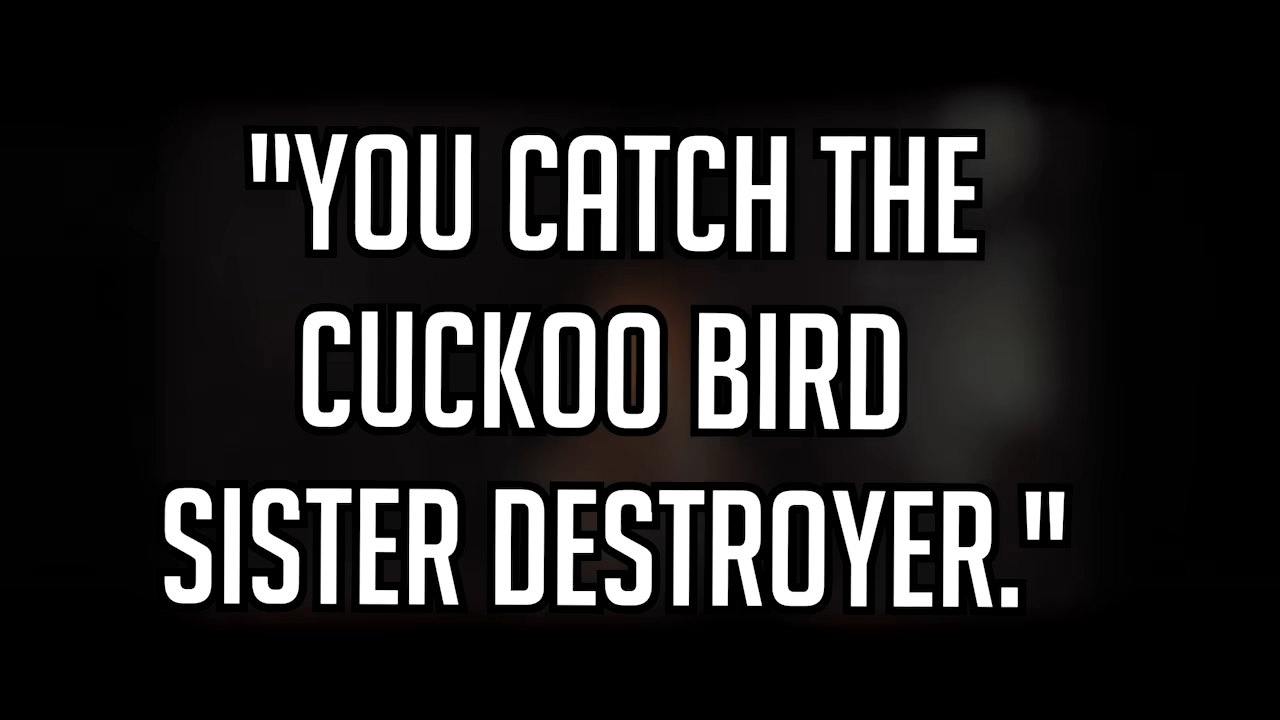 "YOU CATCH THE
CUCKOO BIRD
SISTER DESTROYER."